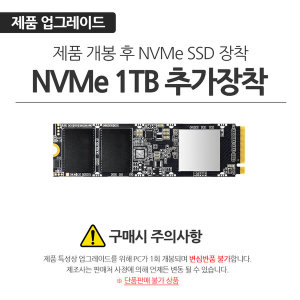 제품 업그레이드
제품 개봉 후 NVMe SSD 장착
NVMe 1TB 추가장착
구매시 주의사항
제품 특성상 업그레이드를 위해 PC가 1회 개봉되며 변심반품 불가합니다.
제조사는 판매처 사정에 의해 언제든 변동 될 수 있습니다.
※ 단품판매 불가 상품